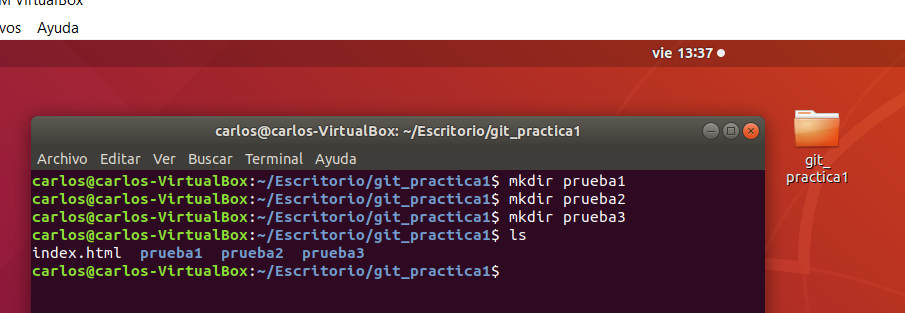 M VirtualBox
vos Ayuda
vie 13:37
carlos@carlos-VirtualBox: ~/Escritorio/git_practica1
Archivo Editar Ver Buscar Terminal Ayuda
carlos@carlos-VirtualBox:~/Escritorio/git_practica1$ mkdir prueba1
carlos@carlos-VirtualBox:~/Escritorio/git_practica1$ mkdir prueba2
carlos@carlos-VirtualBox:~/Escritorio/git_practica1$ mkdir prueba3
carlos@carlos-VirtualBox:~/Escritorio/git_practica1$ ls
index.html prueba1 prueba2 prueba3
carlos@carlos-VirtualBox:~/Escritorio/git_practica1$
git_
practica1